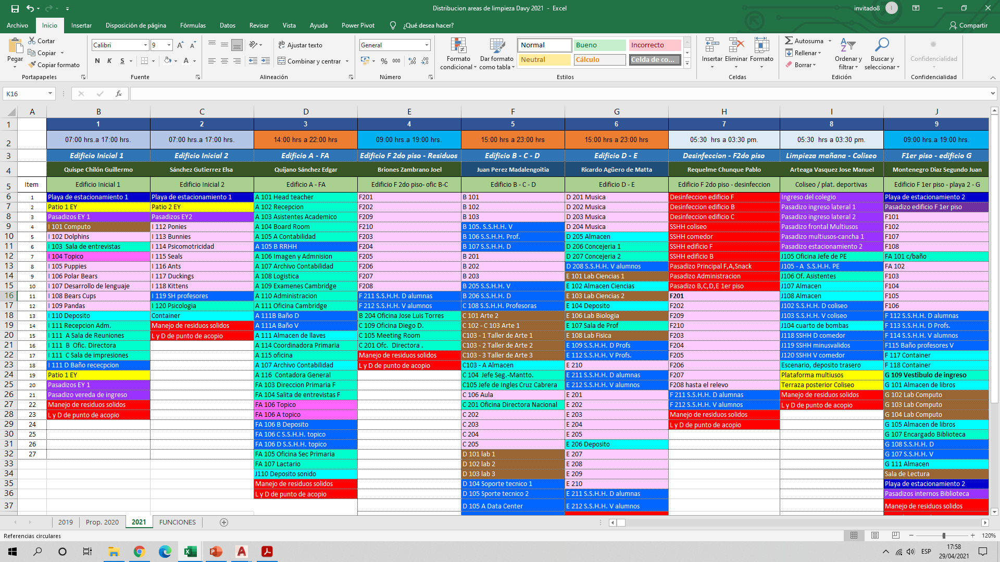 Distribucion areas de limpieza Davy 2021 - Excel
invitado8
I
Archivo Inicio Insertar Disposición de página Fórmulas Datos Revisar Vista Ayuda Power Pivot ¿Qué desea hacer? Compartir
Pegar
Cortar
Copiar
Copiar formato
Portapapeles
Calibri 9
N K S
Fuente
Ajustar texto
Combinar y centrar
Alineación
General
% 000
Número
Formato condicional
Dar formato como tabla
Normal Bueno Incorrecto
Neutral Cálculo Celda de co...
Estilos
Insertar Eliminar Formato
Celdas
Autosuma
Rellenar
Borrar
Ordenar y filtrar
Buscar y seleccionar
Edición
Confidencialidad
Confidencialidad
K16
fx
A B C D E F G H I J
1 1 2 3 4 5 6 7 8 9
2 07:00 hrs.a 17:00 hrs. 07:00 hrs.a 17:00 hrs. 14:00 hrs a 22:00 hrs 09:00 hrs.a 19:00 hrs. 15:00 hrs a 23:00 hrs 15:00 hrs a 23:00 hrs 05:30 hrs a 03:30 pm. 05:30 hrs a 03:30 pm. 09:00 hrs.a 19:00 hrs.
3 Edificio Inicial 1 Edificio Inicial 2 Edificio A - FA Edificio F 2do piso - Residuos Edificio B - C - D Edificio D - E Desinfeccion - F2do piso Limpieza mañana - Coliseo F1er piso - edificio G
4 Quispe Chilón Guillermo Sánchez Gutierrez Elsa Quijano Sánchez Edgar Briones Zambrano Joel Juan Perez Madalengoitia Ricardo Agüero de Matta Requelme Chunque Pablo Arteaga Vasquez Jose Manuel Montenegro Diaz Segundo Juan
5 Item Edificio Inicial 1 Edificio Inicial 2 Edificio A - FA Edificio F 2do piso- ofic B-C Edificio B - C - D Edificio D - E Edificio F 2do piso - desinfeccion Coliseo / plat. deportivas Edificio F 1er piso - playa 2 - G
6 1 Playa de estacionamiento 1 Playa de estacionamiento 1 A 101 Head teacher F201 B 101 D 201 Musica Desinfeccion edificio F Ingreso del colegio Playa de estacionamiento 2
7 2 Patio 1 EY Patio 2 EY A 102 Recepcion F202 B 102 D 202 Musica Desinfeccion edificio B Pasadizo ingreso lateral 1 Pasadizo edificio F 1er piso
8 3 Pasadizos EY 1 Pasadizos EY2 A 103 Asistentes Academico F209 B 103 D 203 Musica Desinfeccion edificio C Pasadizo ingreso lateral 2 F101
9 4 I 101 Computo I 112 Ponies A 104 Board Room F210 B 105. S.S.H.H. V D 204 Musica SSHH coliseo Pasadizo frontal Multiusos F102
10 5 I 102 Dolphins I 113 Bunnies A 105 A Contabilidad F203 B 106 S.S.H.H. Prof. D 205 Almacen SSHH comedor Pasadizo multiusos-cancha 1 F107
11 6 I 103 Sala de entrevistas I 114 Psicomotricidad A 105 B RRHH F204 B 107 S.S.H.H. D D 206 Concejeria 1 SSHH edificio F Pasadizo estacionamiento 2 F108
12 7 I 104 Topico I 115 Seals A 106 Imagen y Admnision F205 B 201 D 207 Concejeria 2 SSHH edificio B J105 Oficina Jefe de PE FA 101 c/baño
13 8 I 105 Puppies I 116 Ants A 107 Archivo Contabilidad F206 B 202 D 208 S.S.H.H. V alumnos Pasadizo Principal F,A,Snack J105 - A S.S.H.H. PE FA 102
14 9 I 106 Polar Bears I 117 Duckings A 108 Logistica F207 B 203 E 101 Lab Ciencias 1 Pasadizo Administracion J106 Of. Asistentes F103
15 10 I 107 Desarrollo de lenguaje I 118 Kittens A 109 Examenes Cambridge F208 B 205 S.S.H.H. V E 102 Almacen Ciencias Pasadizo B,C,D,E 1er piso J107 Almacen F104
16 11 I 108 Bears Cups I 119 SH profesores A 110 Administracion F 211 S.S.H.H. D alumnas B 206 S.S.H.H. D E 103 Lab Ciencias 2 F201 J108 Almacen F105
17 12 I 109 Pandas I 120 Psicologia A 111 Oficina Cambridge F 212 S.S.H.H. V alumnos C 108 S.S.H.H. Profesoras E 104 Deposito F202 J102 S.S.H.H. D coliseo F106
18 13 I 110 Deposito Container A 111B Baño D B 204 Oficina Jose Luis Torres C 101 Arte 2 E 106 Lab Biologia F209 J103 S.S.H.H. V coliseo F 112 S.S.H.H. D alumnas
19 14 I 111 Recepcion Adm. Manejo de residuos solidos A 111A Baño V C 109 Oficina Diego D. C 102 - C 103 Arte 1 E 107 Sala de Prof F210 J104 cuarto de bombas F 113 S.S.H.H. D Profs.
20 15 I 111 A Sala de Reuniones L y D de punto de acopio A 111 Almacen de llaves C 105 Meeting Room C103 - 1 Taller de Arte 1 E 108 Lab Fisica F203 J118 SSHH D comedor F 114 S.S.H.H. V alumnos
21 16 I 111 B Ofic. Directora A 114 Coordinadora Primaria C 201 Ofc. Directora . C103 - 2 Taller de Arte 2 E 109 S.S.H.H. D Profs F204 J119 SSHH minusvalidos F115 Baño profesores V
22 17 I 111 C Sala de impresiones A 115 oficina Manejo de residuos solidos C103 - 3 Taller de Arte 3 E 112 S.S.H.H. V Profs. F205 J120 SSHH V comedor F 117 Container
23 18 I 111 D Baño rececpcion A 107 Archivo Contabilidad L y D de punto de acopio C103 - A Almacen E 210 F206 Escenario, deposito trasero F 118 Container
24 19 Patio 1 EY A 116 Contadora General C 104 Jefe Seg.-Mantto. E 211 S.S.H.H. D alumnas F207 Plataforma multiusos G 109 Vestibulo de ingreso
25 20 Pasadizos EY 1 FA 103 Direccion Primaria F C105 Jefe de Ingles Cruz Cabrera E 212 S.S.H.H. V alumnos F208 hasta el relevo Terraza posterior Coliseo G 101 Almacen de libros
26 21 Pasadizo vereda de ingreso FA 104 Salita de entrevistas F C 106 Aula E 201 F 211 S.S.H.H. D alumnas Manejo de residuos solidos G 102 Lab Computo
27 22 Manejo de residuos solidos FA 106 Topico C 201 Oficina Directora Nacional E 202 F 212 S.S.H.H. V alumnos L y D de punto de acopio G 103 Lab Computo
28 23 L y D de punto de acopio FA 106 A topico C 202 E 203 Manejo de residuos solidos G 104 Lab Computo
29 24 FA 106 B Deposito C 203 E 204 L y D de punto de acopio G 105 Almacen de libros
30 25 FA 106 C S.S.H.H. topico C 204 E 205 G 107 Encargado Biblioteca
31 26 FA 106 D S.S.H.H. topico C 205 E 206 Deposito G 108 S.S.H.H. D
32 27 FA 105 Oficina Sec Primaria D 101 lab 1 E 207 G 107 S.S.H.H. V
33 FA 107 Lactario D 102 lab 2 E 208 G 111 Almacen
34 J110 Deposito sonido D 103 lab 3 E 209 Sala de Lectura
35 Manejo de residuos solidos D 104 Soporte tecnico 1 E 210 Playa de estacionamiento 2
36 L y D de punto de acopio D 105 Sporte tecnico 2 E 211 S.S.H.H. D alumnas Pasadizos internos Biblioteca
37 D 105 A Data Center E 212 S.S.H.H. V alumnos Manejo de residuos solidos
2019 Prop. 2020 2021 FUNCIONES
Referencias circulares
120%
ESP
17:58
29/04/2021